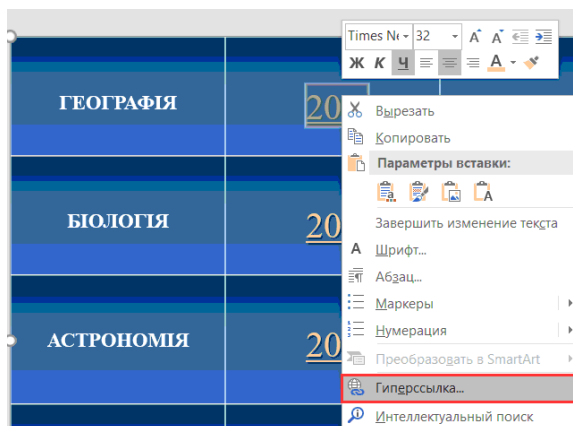 Times Ne 32
Ж К Ч A
ГЕОГРАФІЯ
20
БІОЛОГІЯ
20
АСТРОНОМІЯ
20
Вырезать
Копировать
Параметры вставки:
Завершить изменение текста
Шрифт...
Абзац...
Маркеры
Нумерация
Преобразовать в SmartArt
Гиперссылка...
Интеллектуальный поиск